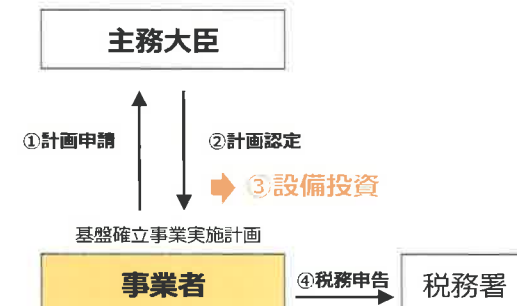 主務大臣
①計画申請
②計画認定
③設備投資
基盤確立事業実施計画
事業者
④税務申告
税務署